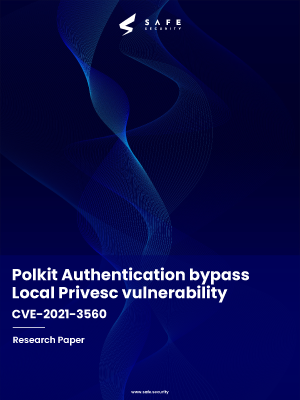 SAFE
SECURITY
Polkit Authentication bypass
Local Privesc vulnerability
CVE-2021-3560
Research Paper
www.safe.security